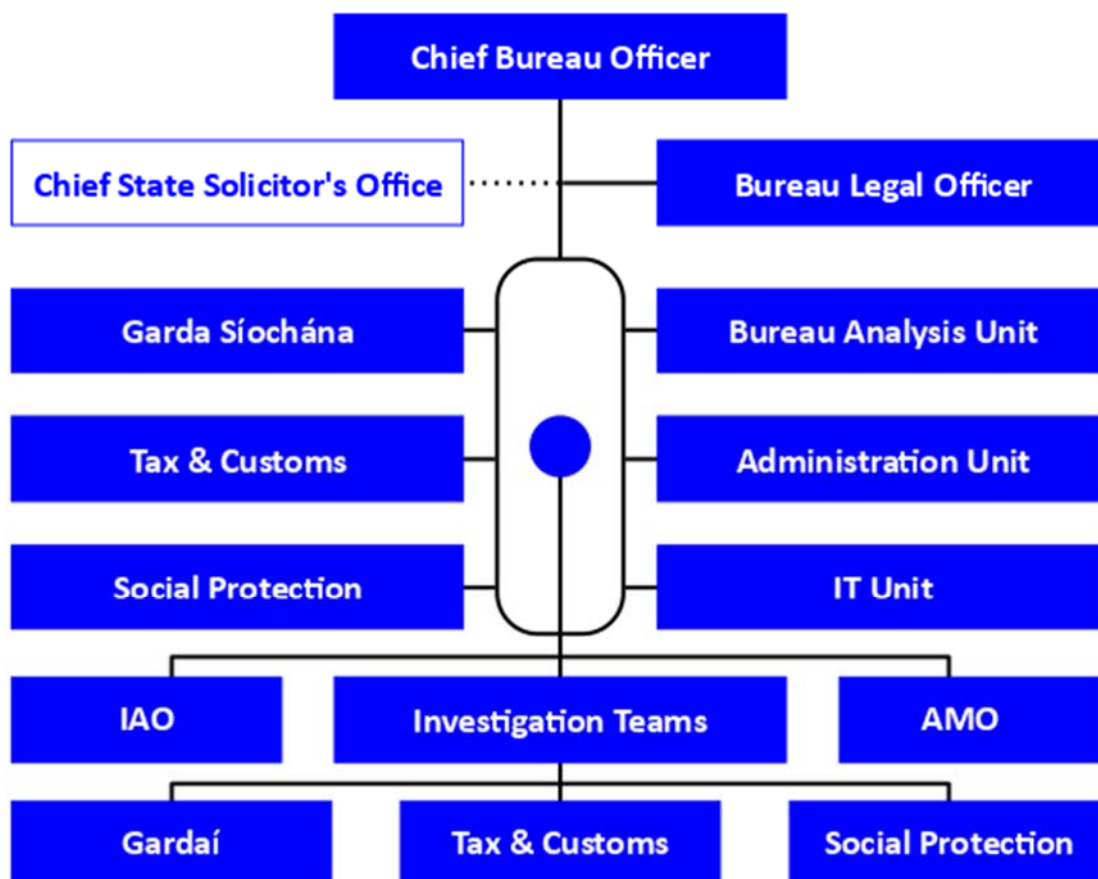 Chief Bureau Officer
Chief State Solicitor's Office
Bureau Legal Officer
Garda Síochána
Bureau Analysis Unit
Tax & Customs
Administration Unit
Social Protection
IT Unit
IAO
Investigation Teams
AMO
Gardaí
Tax & Customs
Social Protection